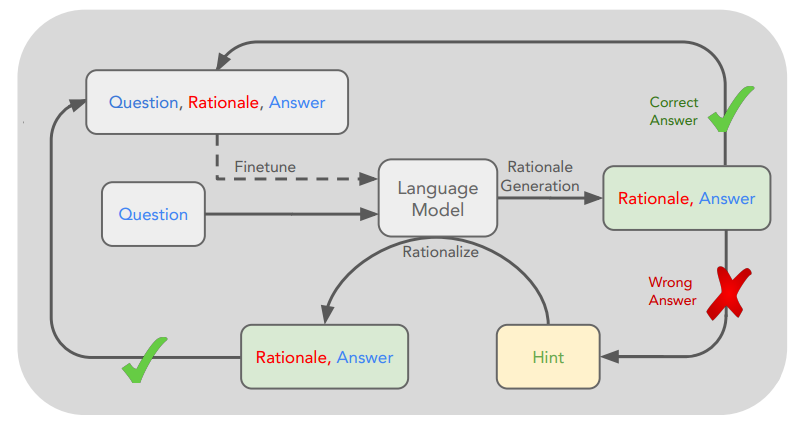 Question, Rationale, Answer
Correct
Answer
Finetune
Language
Model
Rationale
Generation
Question
Rationale, Answer
Rationalize
Wrong
Answer
Rationale, Answer
Hint